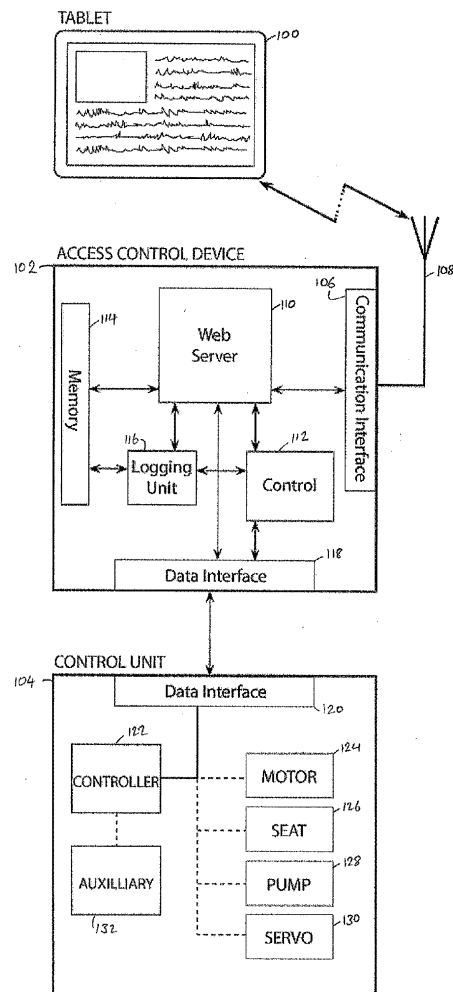 TABLET
100
ACCESS CONTROL DEVICE
102
108
106
110
114
Web
Server
Memory
Communication Interface
116
112
Logging
Unit
Control
118
Data Interface
CONTROL UNIT
104
Data Interface
120
122
124
CONTROLLER
MOTOR
126
SEAT
128
AUXILLIARY
PUMP
132
130
SERVO